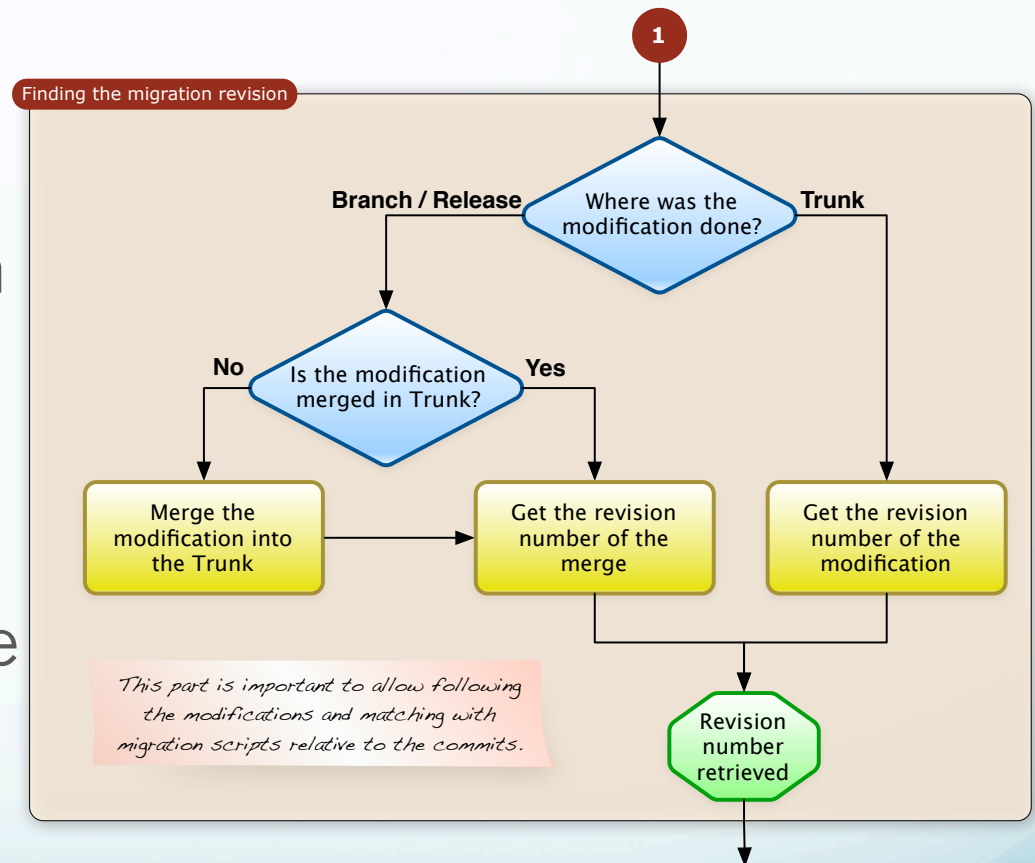 1
Finding the migration revision
Where was the
modification done?
Branch / Release
Trunk
Is the modification
merged in Trunk?
No
Yes
Merge the
modification into
the Trunk
Get the revision
number of the
merge
Get the revision
number of the
modification
This part is important to allow following
the modifications and matching with
migration scripts relative to the commits.
Revision
number
retrieved